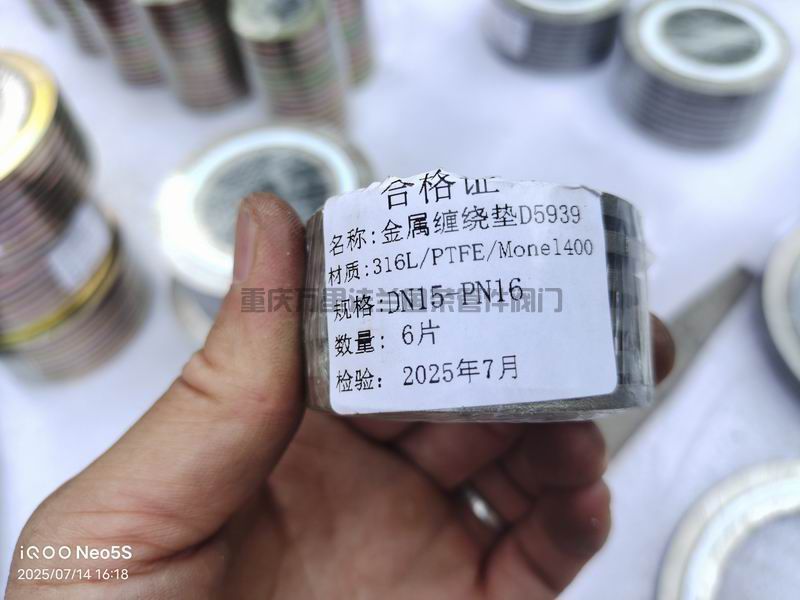 合格证
名称:金属缠绕垫D5939
材质:316L/PTFE/Monel400
规格:DN15-PN16
数量: 6片
检验: 2025年7月
iQOO Neo5S
2025/07/14 16:18